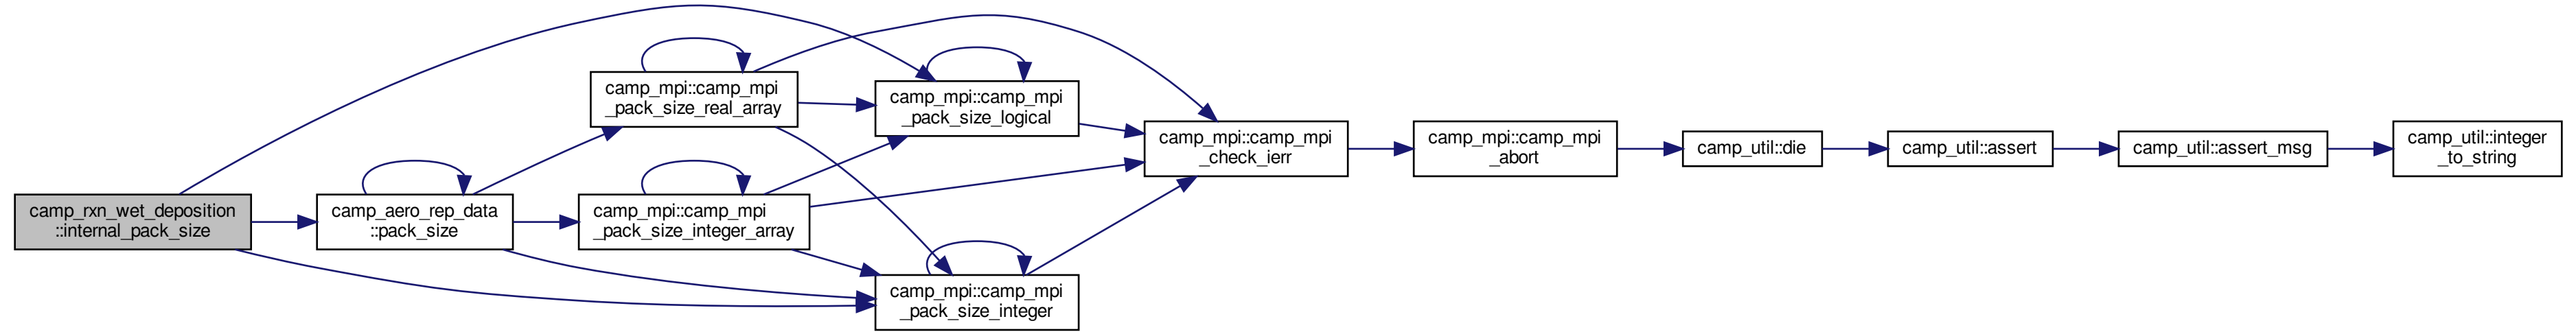 camp_rxn_wet_deposition
::internal_pack_size
camp_aero_rep_data
::pack_size
camp_mpi::camp_mpi
_pack_size_real_array
camp_mpi::camp_mpi
_pack_size_integer_array
camp_mpi::camp_mpi
_pack_size_logical
camp_mpi::camp_mpi
_pack_size_integer
camp_mpi::camp_mpi
_check_ierr
camp_mpi::camp_mpi
_abort
camp_util::die
camp_util::assert
camp_util::assert_msg
camp_util::integer
_to_string